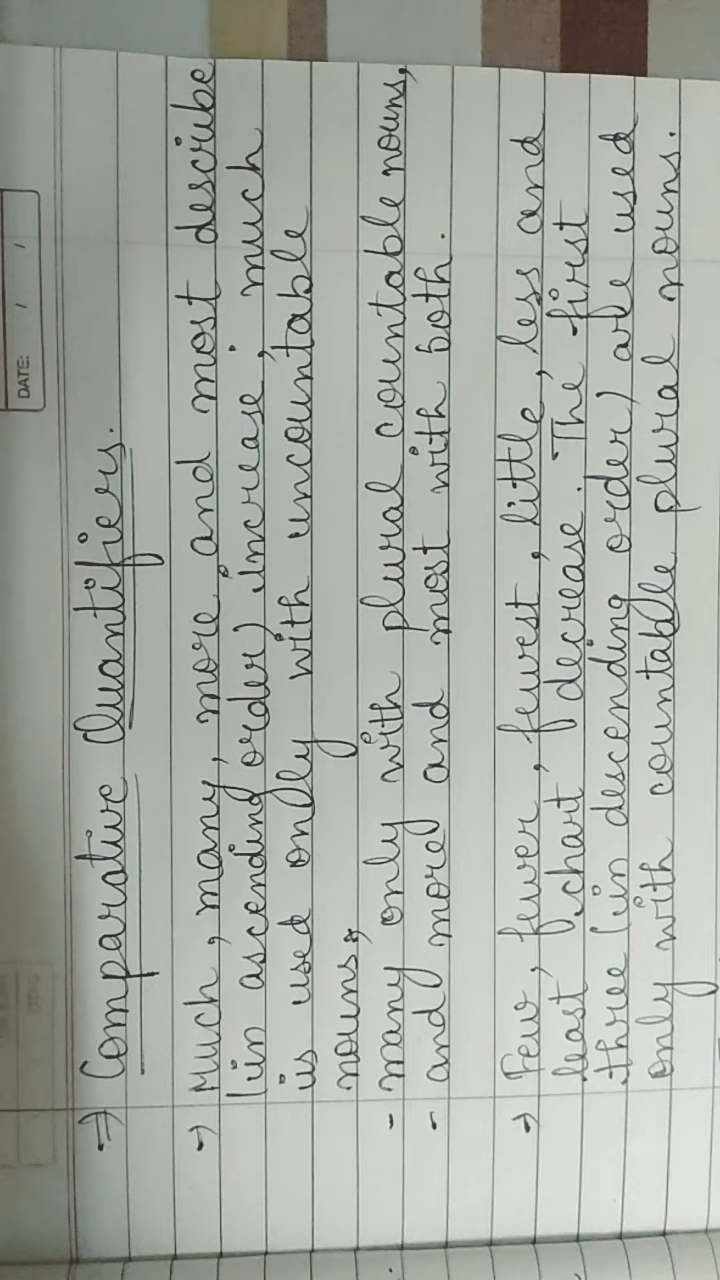 DATE: / /
⇒ Comparative Quantifiers.
→ Much, many, more and most describe
(in ascending order) increase; much
is used only with uncountable
nouns,
- many only with plural countable nouns,
- and more and most with both.
→ Few, fewer, fewest, little, less and
least 'chart' decrease. The first
three (in descending order) are used
only with countable plural nouns.